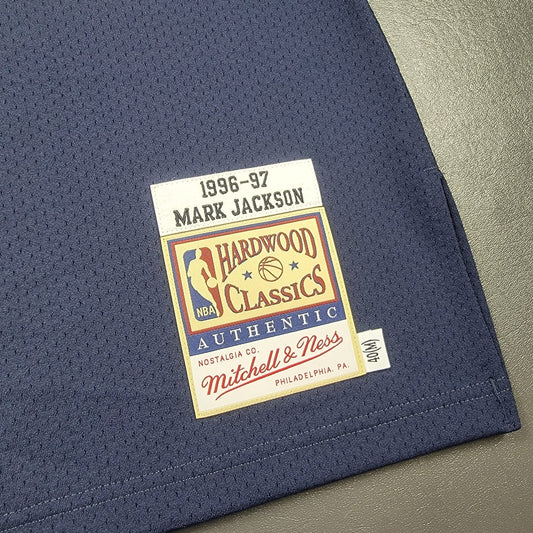 1996-97
MARK JACKSON
NBA
HARDWOOD
CLASSICS
AUTHENTIC
NOSTALGIA CO.
Mitchell & Ness
PHILADELPHIA, PA.
40(M)